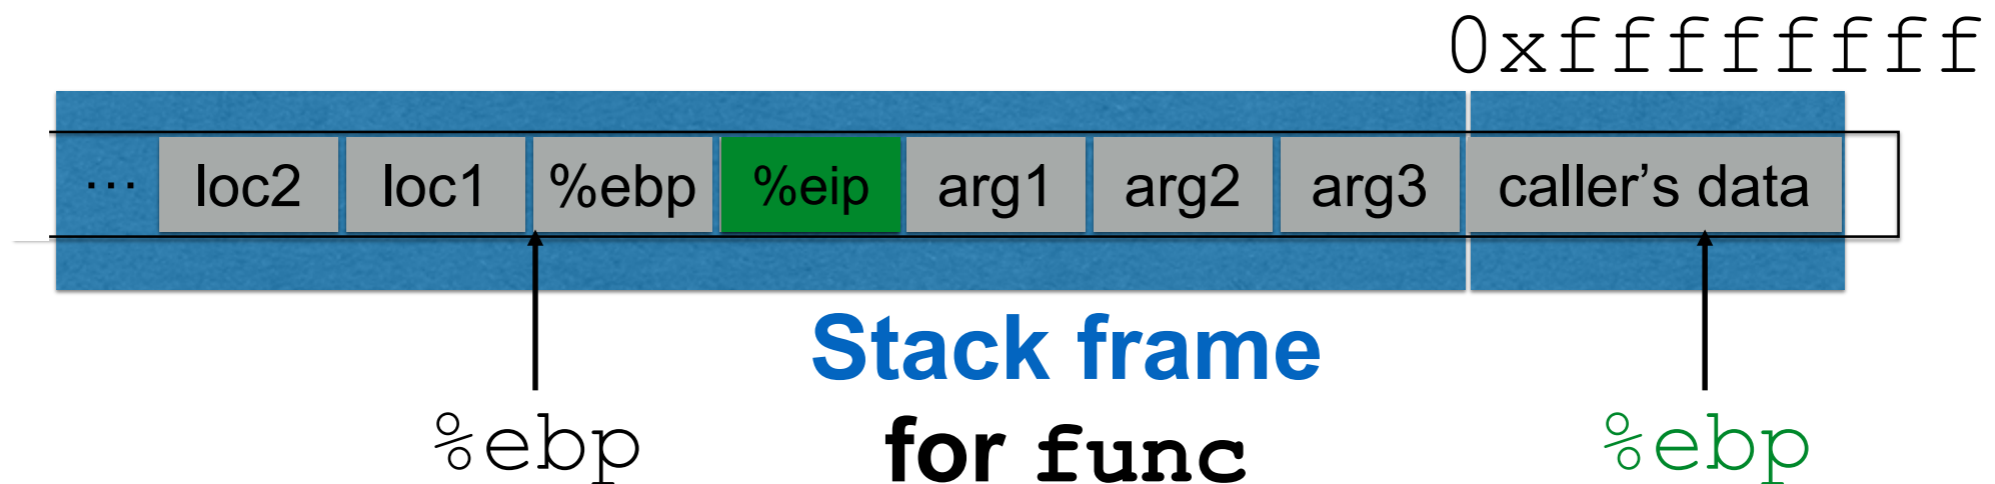 0xffffffff
... loc2 loc1 %ebp %eip arg1 arg2 arg3 caller's data
Stack frame
%ebp for func %ebp